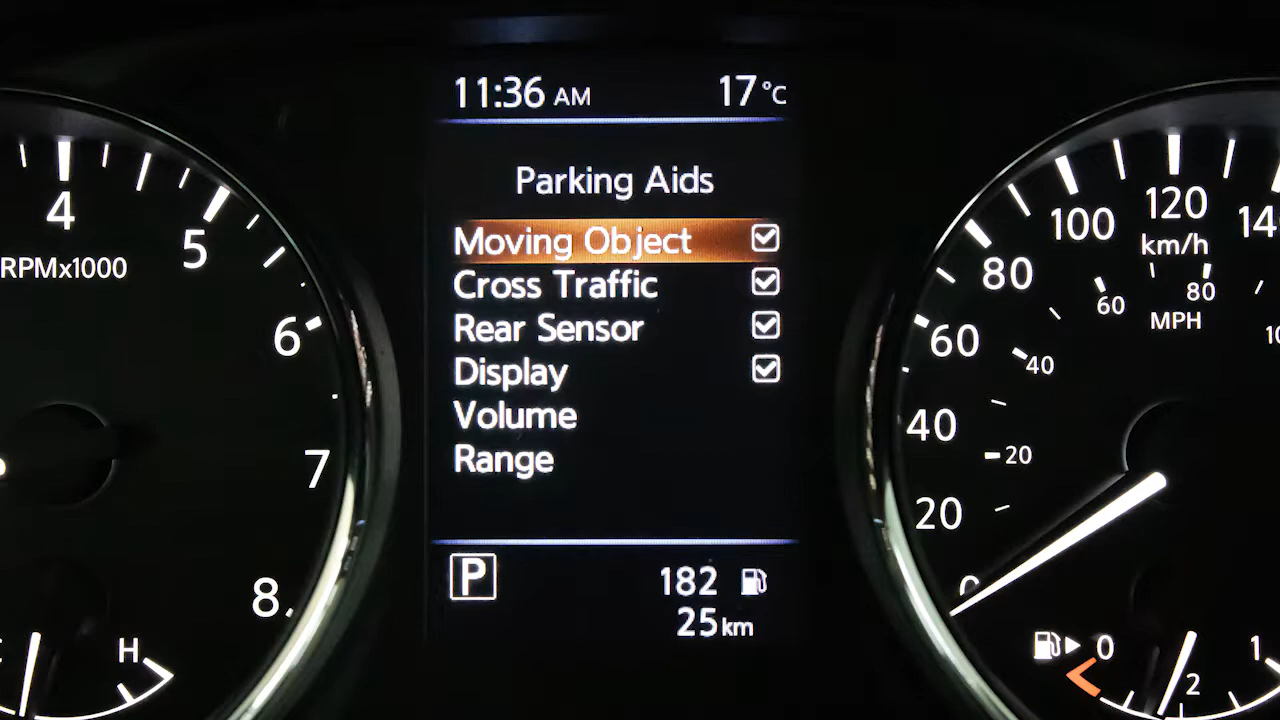 11:36 AM 17 °C
Parking Aids
Moving Object
Cross Traffic
Rear Sensor
Display
Volume
Range
P 182
25 km
4
5
RPMx1000
6
7
8
H
120
100
km/h
80
60
80
MPH
60
40
40
20
20
0
0
1
2